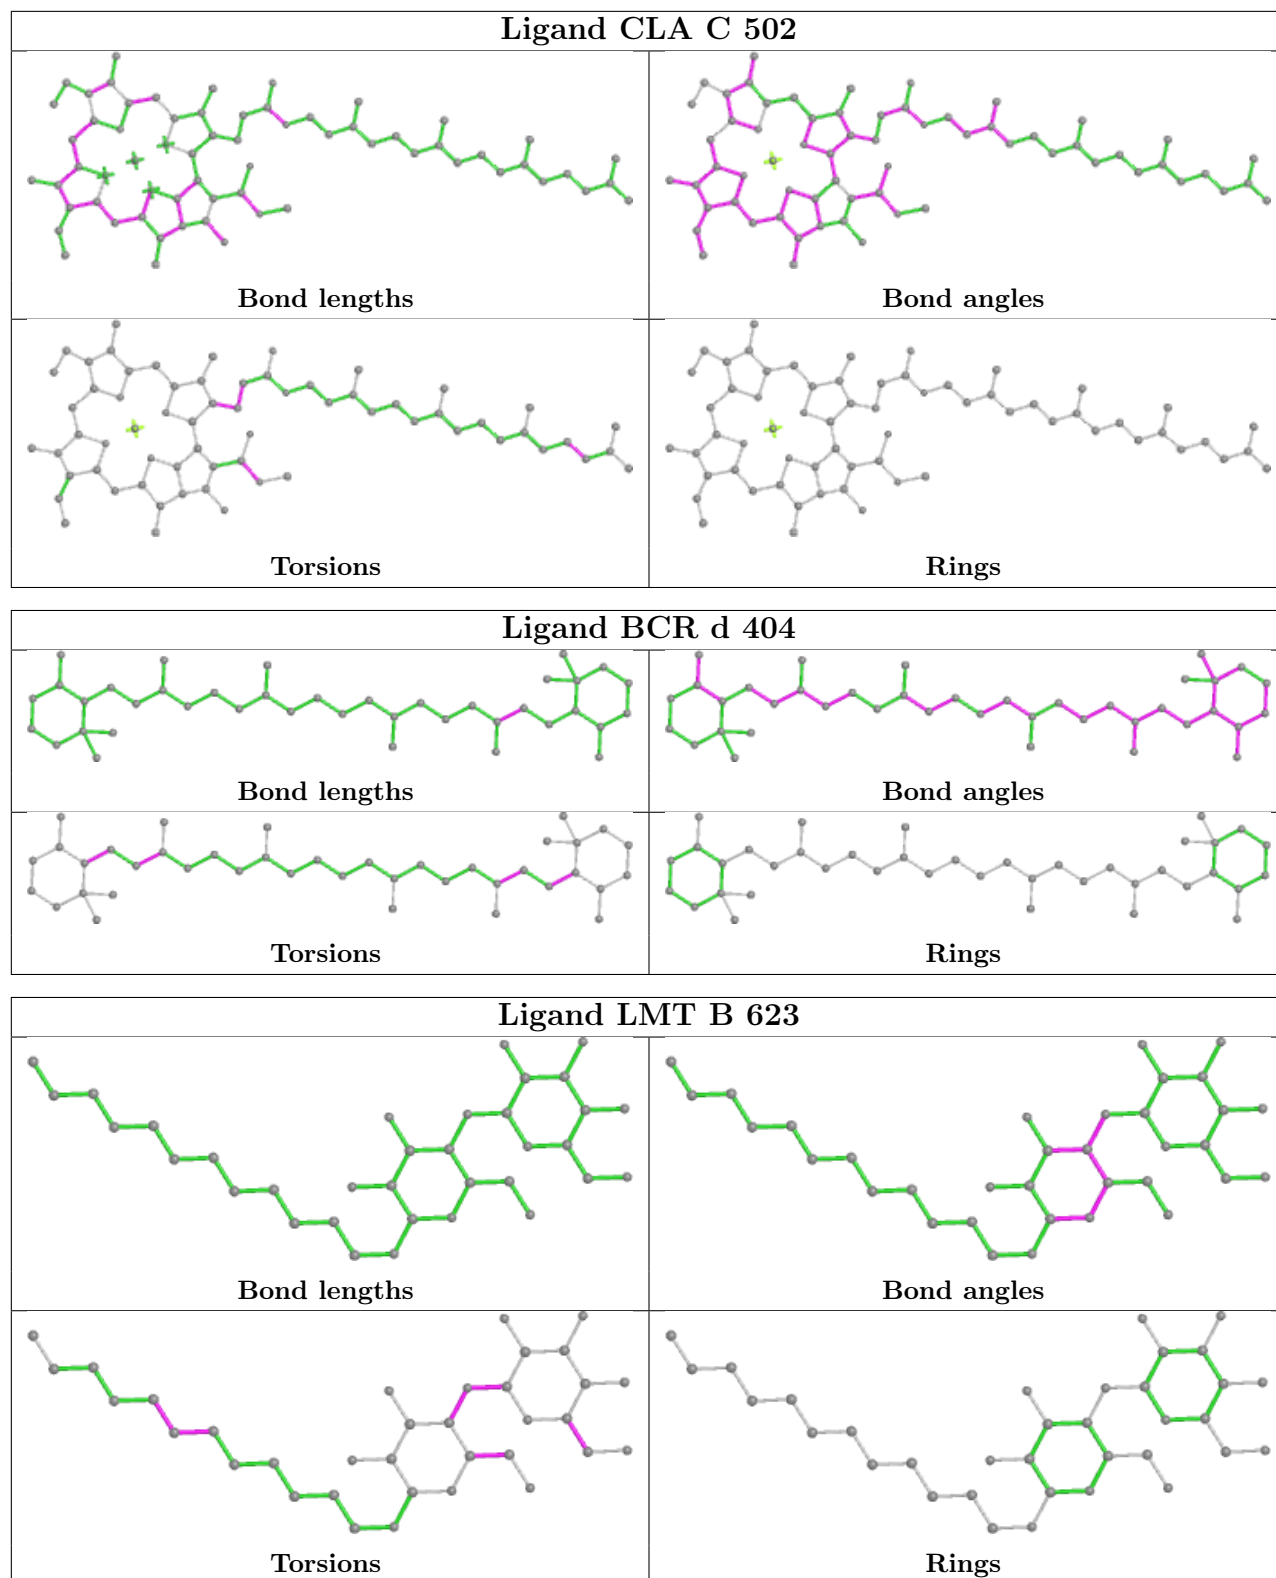 Ligand CLA C 502
Bond lengths
Bond angles
Torsions
Rings
Ligand BCR d 404
Bond lengths
Bond angles
Torsions
Rings
Ligand LMT B 623
Bond lengths
Bond angles
Torsions
Rings